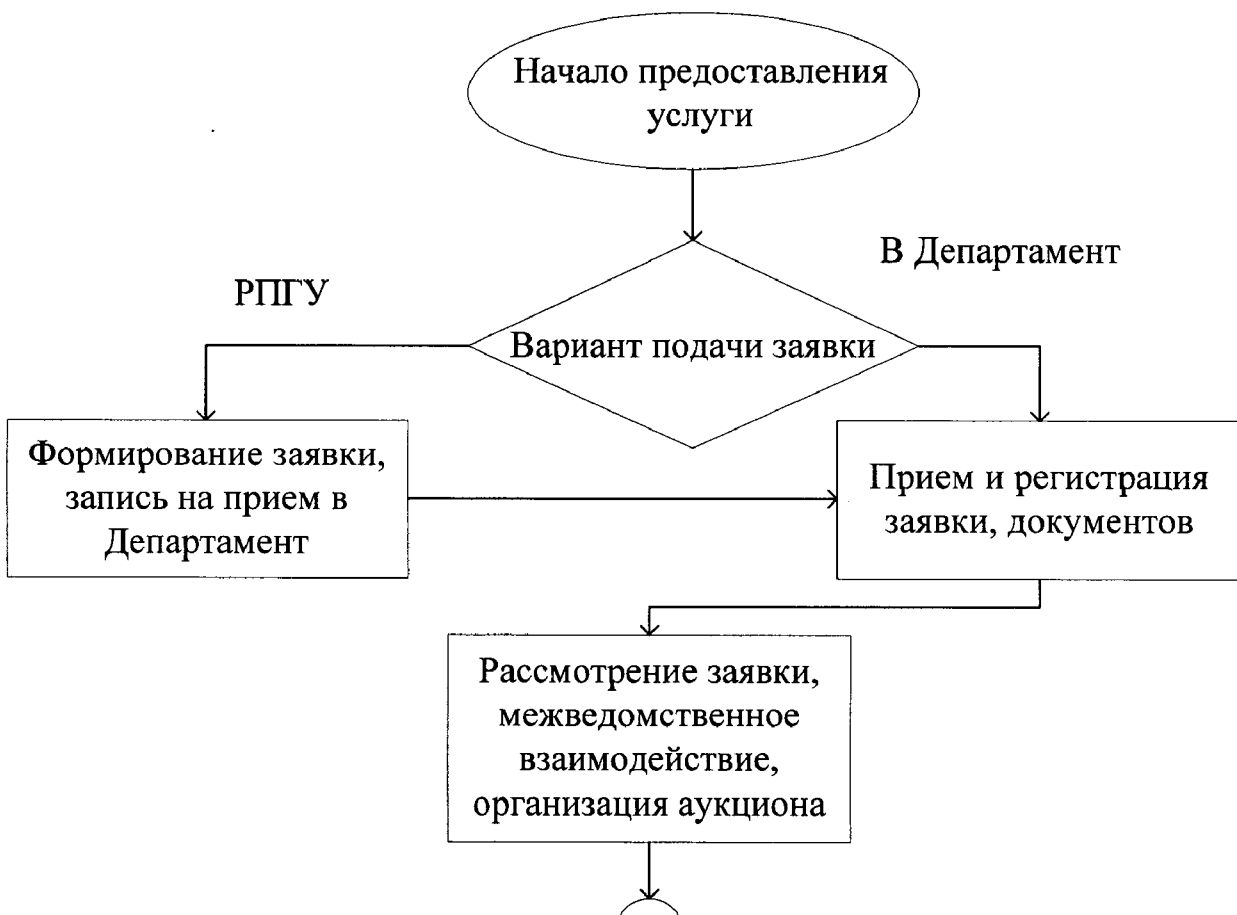 Начало предоставления
услуги
В Департамент
РПГУ
Вариант подачи заявки
Формирование заявки,
запись на прием в
Департамент
Прием и регистрация
заявки, документов
Рассмотрение заявки,
межведомственное
взаимодействие,
организация аукциона